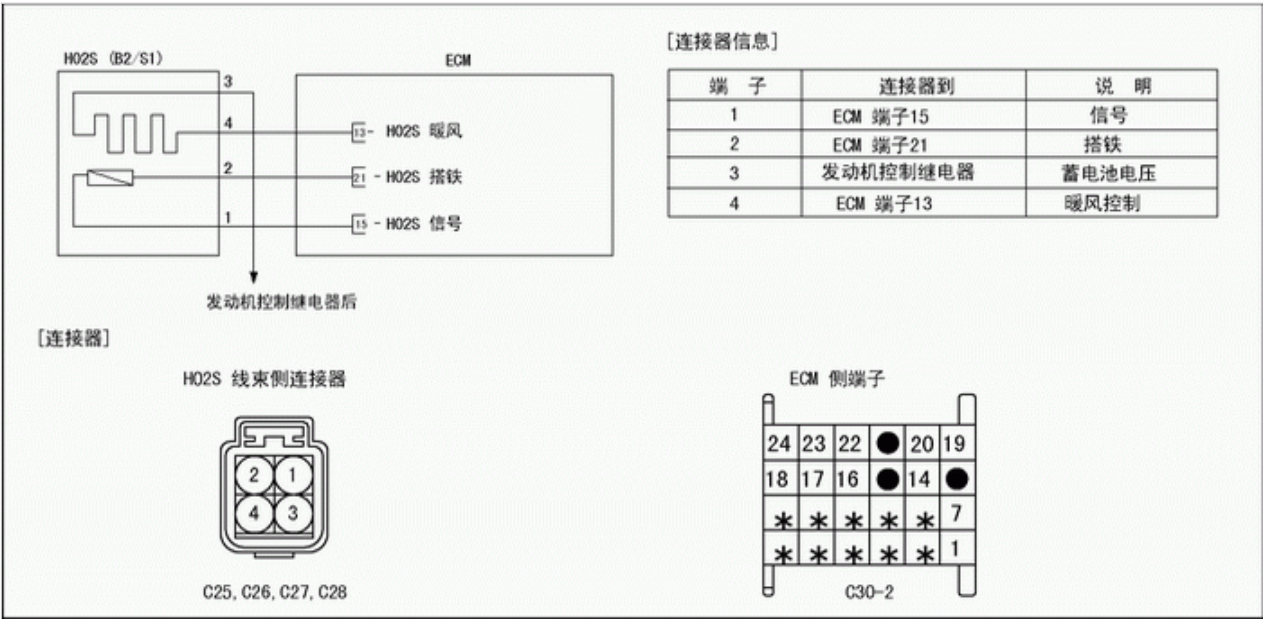 HO2S (B2/S1)
ECM
3
4
2
1
13- HO2S 暖风
21 - HO2S 搭铁
15 - HO2S 信号
发动机控制继电器后
[连接器信息]
端 子 连接器到 说 明
1 ECM 端子15 信号
2 ECM 端子21 搭铁
3 发动机控制继电器 蓄电池电压
4 ECM 端子13 暖风控制
[连接器]
HO2S 线束侧连接器
2 1
4 3
C25, C26, C27, C28
ECM 侧端子
24 23 22 ● 20 19
18 17 16 ● 14 ●
* * * * * 7
* * * * * 1
C30-2